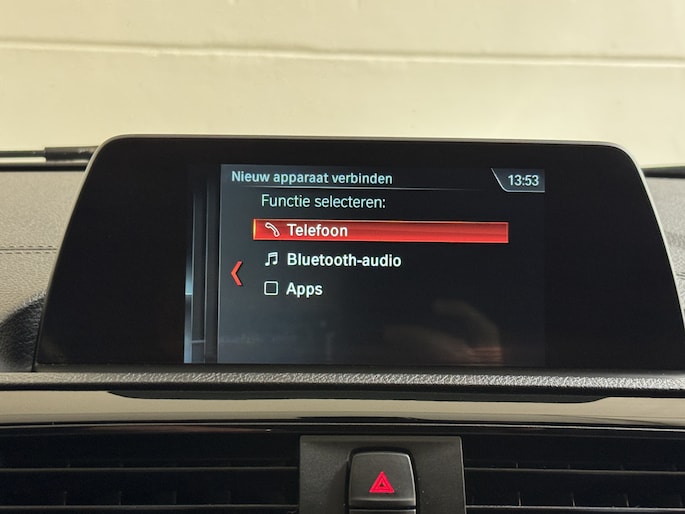 Nieuw apparaat verbinden 13:53
Functie selecteren:
Telefoon
Bluetooth-audio
Apps